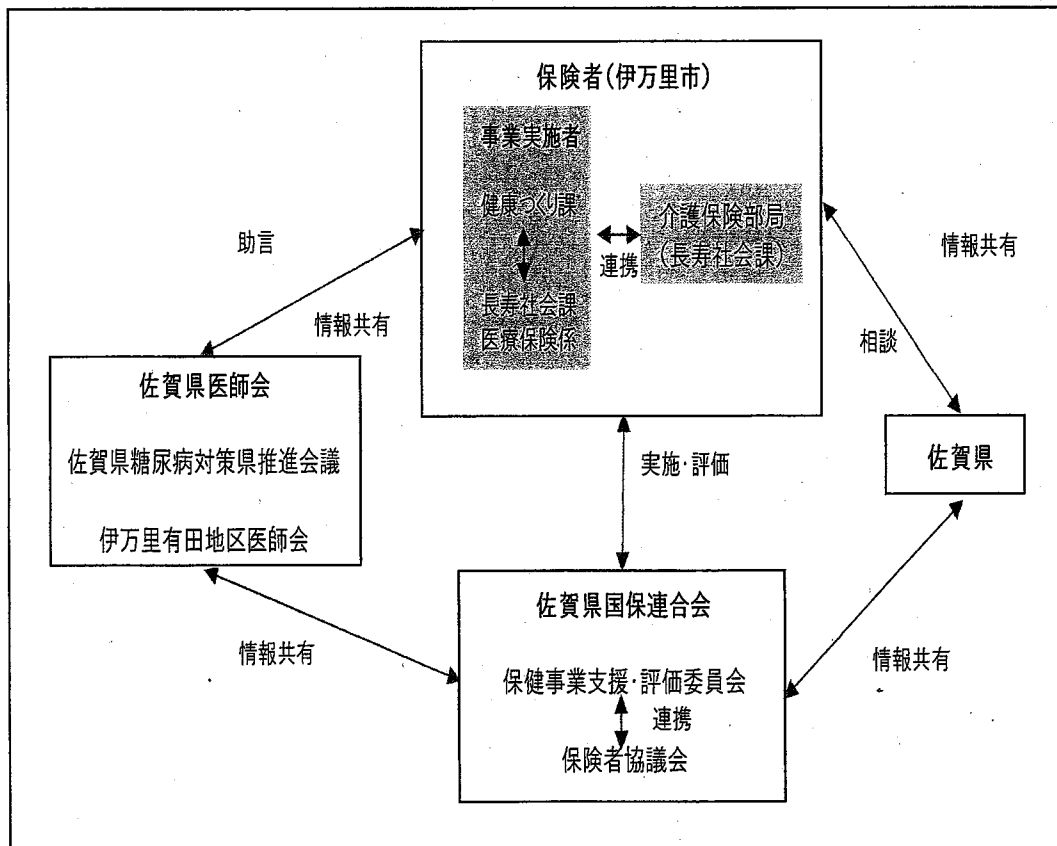 保険者(伊万里市)
事業実施者
健康づくり課
長寿社会課
医療保険係
連携
介護保険部局
(長寿社会課)
助言
情報共有
情報共有
相談
佐賀県医師会
佐賀県糖尿病対策県推進会議
伊万里有田地区医師会
実施・評価
佐賀県
佐賀県国保連合会
保健事業支援・評価委員会
連携
保険者協議会
情報共有
情報共有